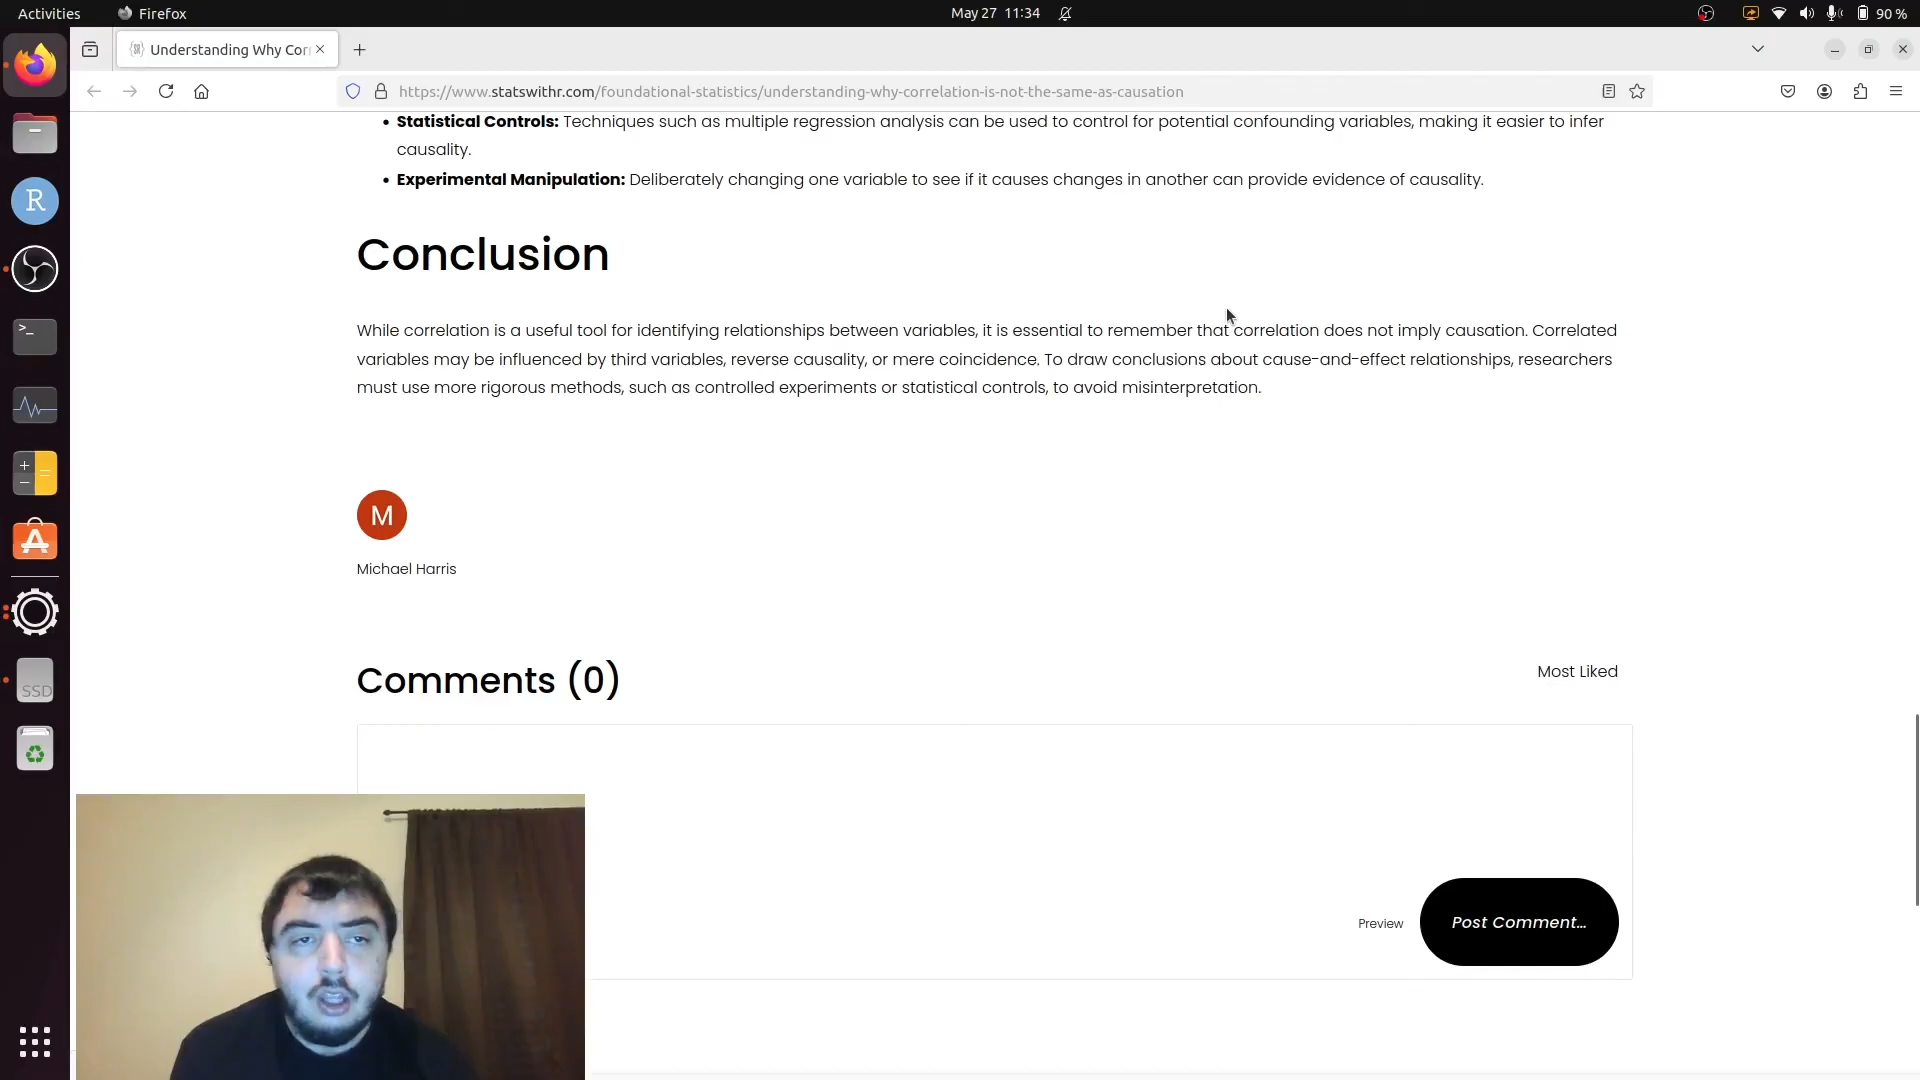 Activities Firefox May 27 11:34 90 %
Understanding Why Cor
https://www.statswithr.com/foundational-statistics/understanding-why-correlation-is-not-the-same-as-causation
• Statistical Controls: Techniques such as multiple regression analysis can be used to control for potential confounding variables, making it easier to infer
causality.
• Experimental Manipulation: Deliberately changing one variable to see if it causes changes in another can provide evidence of causality.
Conclusion
While correlation is a useful tool for identifying relationships between variables, it is essential to remember that correlation does not imply causation. Correlated
variables may be influenced by third variables, reverse causality, or mere coincidence. To draw conclusions about cause-and-effect relationships, researchers
must use more rigorous methods, such as controlled experiments or statistical controls, to avoid misinterpretation.
M
Michael Harris
Comments (0)
Most Liked
Preview
Post Comment...
R
>_
SSD